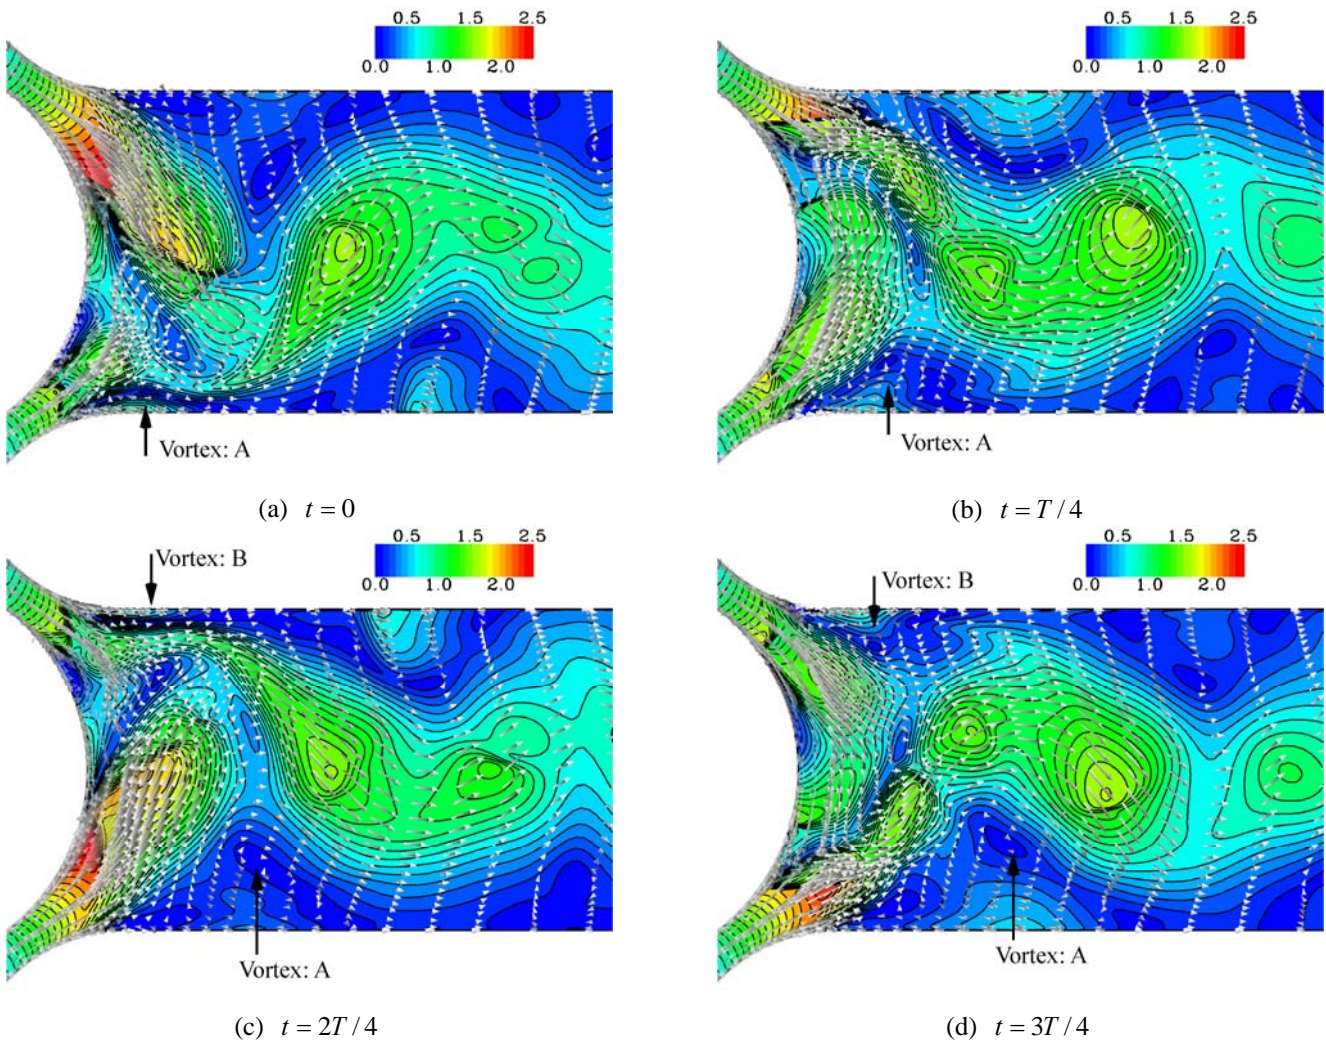 0.5 1.5 2.5
0.0 1.0 2.0
Vortex: A
(a) t = 0
0.5 1.5 2.5
0.0 1.0 2.0
Vortex: A
(b) t = T / 4
Vortex: B
0.5 1.5 2.5
0.0 1.0 2.0
Vortex: A
(c) t = 2T / 4
Vortex: B
0.5 1.5 2.5
0.0 1.0 2.0
Vortex: A
(d) t = 3T / 4